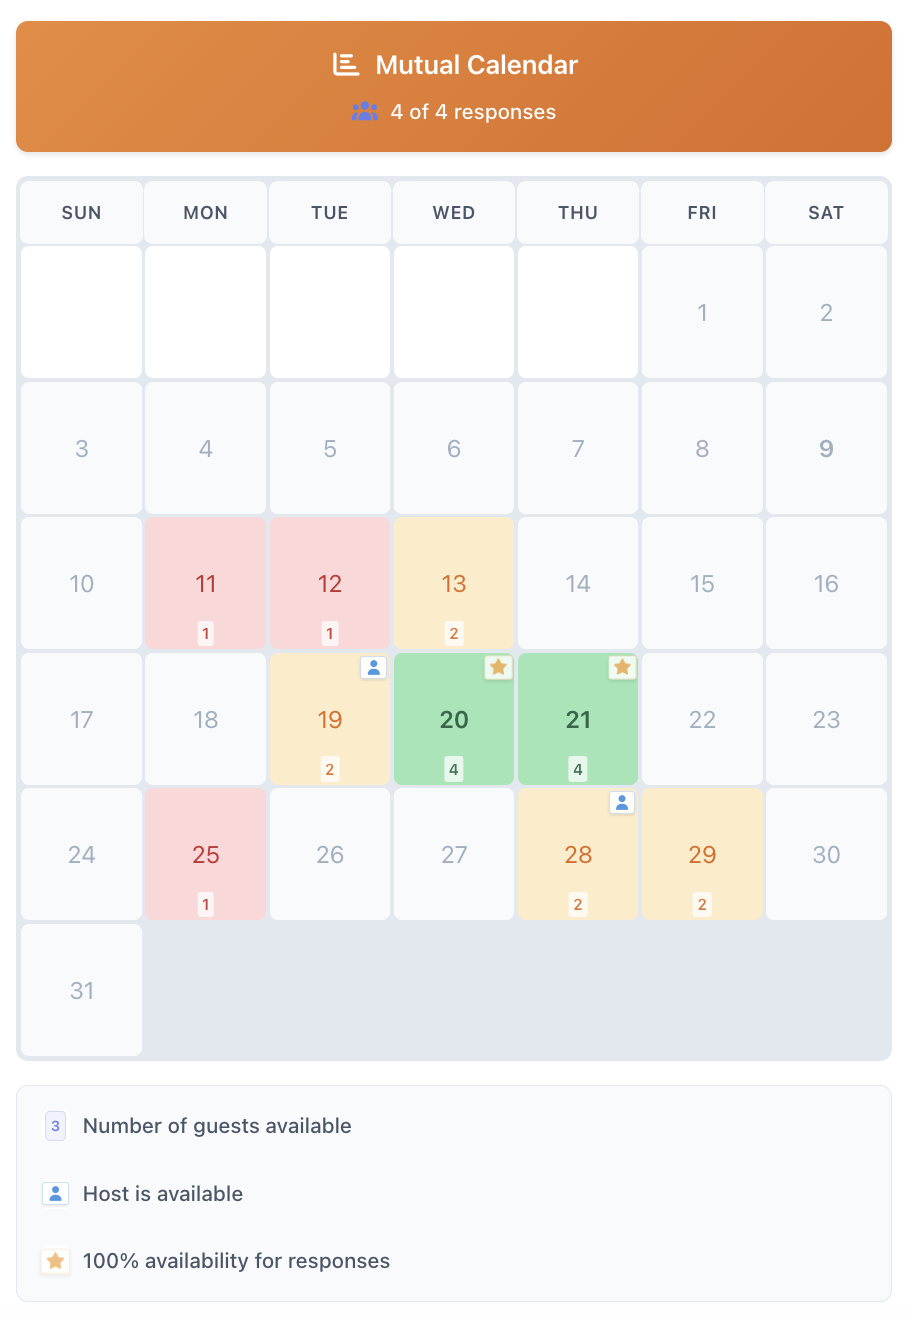 Mutual Calendar
4 of 4 responses
SUN MON TUE WED THU FRI SAT
1 2
3 4 5 6 7 8 9
10 11 12 13 14 15 16
1 1 2
17 18 19 20 21 22 23
2 4 4
24 25 26 27 28 29 30
1 2 2
31
3 Number of guests available
Host is available
100% availability for responses